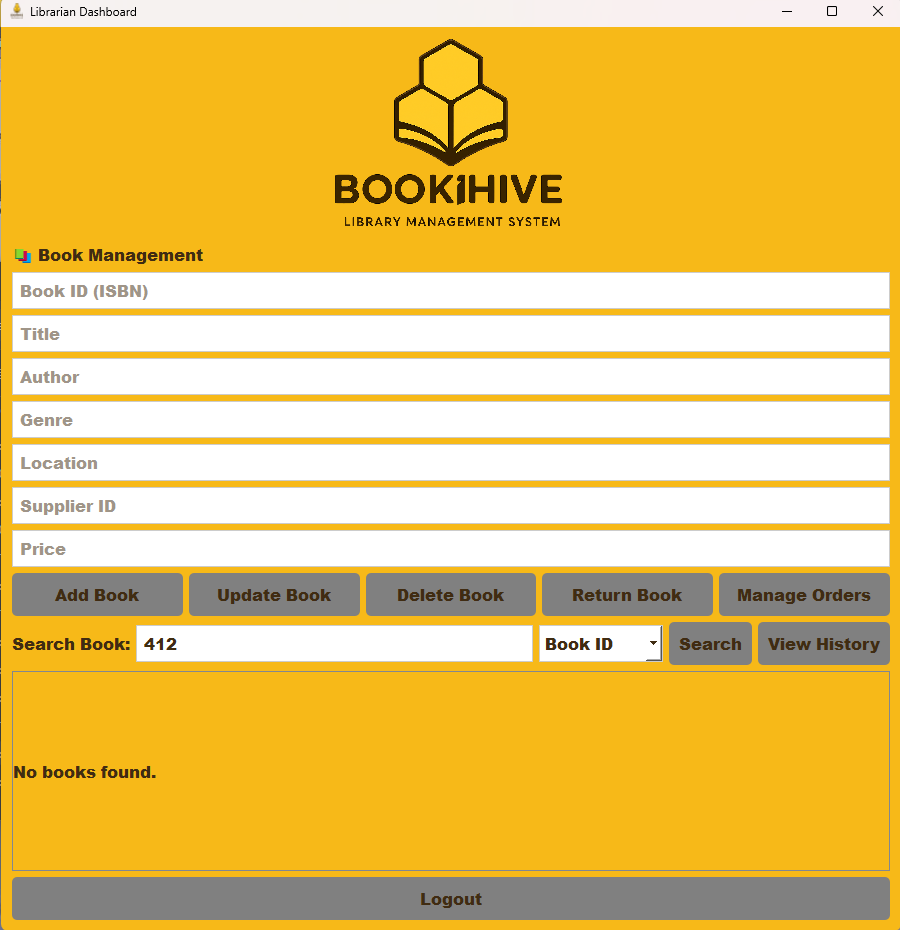 Librarian Dashboard
BOOK1HIVE
LIBRARY MANAGEMENT SYSTEM
Book Management
Book ID (ISBN)
Title
Author
Genre
Location
Supplier ID
Price
Add Book Update Book Delete Book Return Book Manage Orders
Search Book: 412 Book ID Search View History
No books found.
Logout